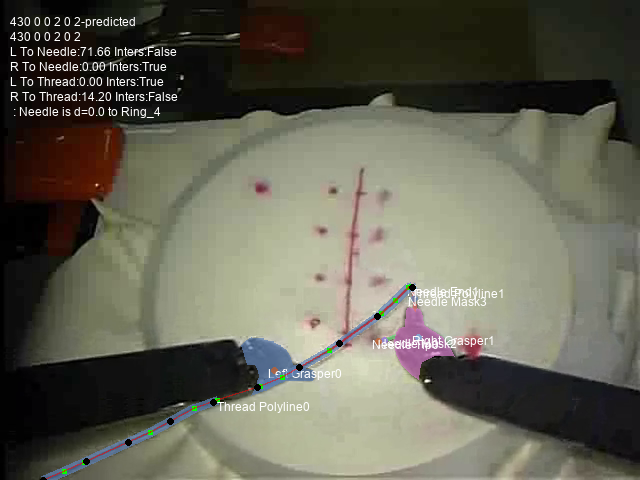 430 0 0 2 0 2-predicted
430 0 0 2 0 2
L To Needle:71.66 Inters:False
R To Needle:0.00 Inters:True
L To Thread:0.00 Inters:True
R To Thread:14.20 Inters:False
: Needle is d=0.0 to Ring_4
Needle End1
Thread Polyline1
Needle Mask3
Right Grasper1
Left Grasper0
Thread Polyline0